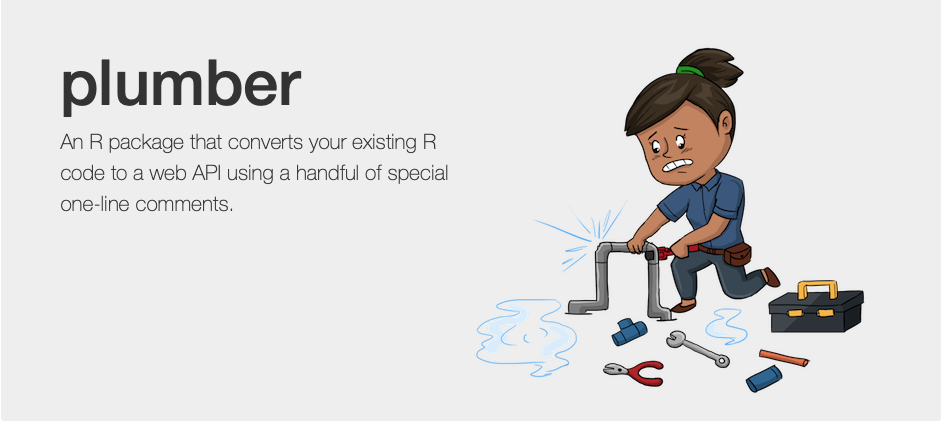 plumber
An R package that converts your existing R
code to a web API using a handful of special
one-line comments.